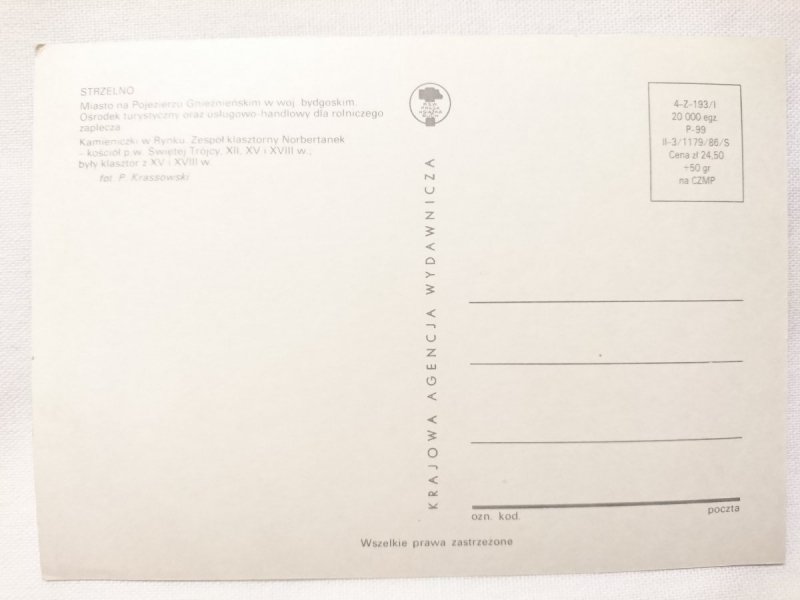 STRZELNO
Miasto na Pojezierzu Gnieźnieńskim w woj. bydgoskim.
Ośrodek turystyczny oraz usługowo-handlowy dla rolniczego
zaplecza.
Kamieniczki w Rynku. Zespół klasztorny Norbertanek
- kościół p.w. Świętej Trójcy, XII, XV i XVIII w.;
były klasztor z XV i XVIII w.
fot. P. Krassowski
KRAJOWA AGENCJA WYDAWNICZA
4-Z-193/I
20 000 egz.
P-99
II-3/1179/86/S
Cena zł 24,50
+50 gr
na CZMP
ozn. kod.
poczta
Wszelkie prawa zastrzeżone